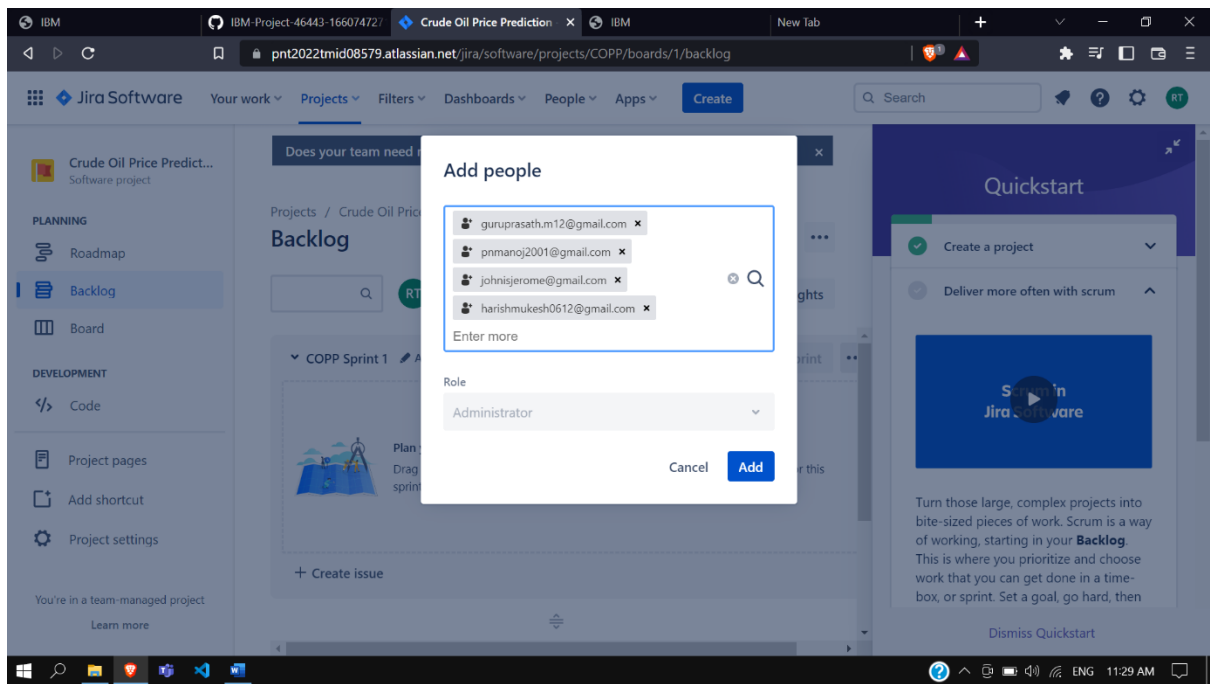 IBM
IBM-Project-46443-166074727
Crude Oil Price Prediction
IBM
New Tab
pnt2022tmid08579.atlassian.net/jira/software/projects/COPP/boards/1/backlog
1
Jira Software
Your work
Projects
Filters
Dashboards
People
Apps
Create
Search
RT
Crude Oil Price Predict...
Software project
PLANNING
Roadmap
Backlog
Board
DEVELOPMENT
Code
Project pages
Add shortcut
Project settings
You're in a team-managed project
Learn more
Does your team need
Projects / Crude Oil Pric
Backlog
RT
COPP Sprint 1
Plan
Drag
sprin
+ Create issue
Add people
guruprasath.m12@gmail.com
pnmanoj2001@gmail.com
johnisjerome@gmail.com
harishmukesh0612@gmail.com
Enter more
Role
Administrator
Cancel
Add
ghts
rint
r this
Quickstart
Create a project
Deliver more often with scrum
Scrum in
Jira Software
Turn those large, complex projects into
bite-sized pieces of work. Scrum is a way
of working, starting in your Backlog.
This is where you prioritize and choose
work that you can get done in a time-
box, or sprint. Set a goal, go hard, then
Dismiss Quickstart
ENG
11:29 AM